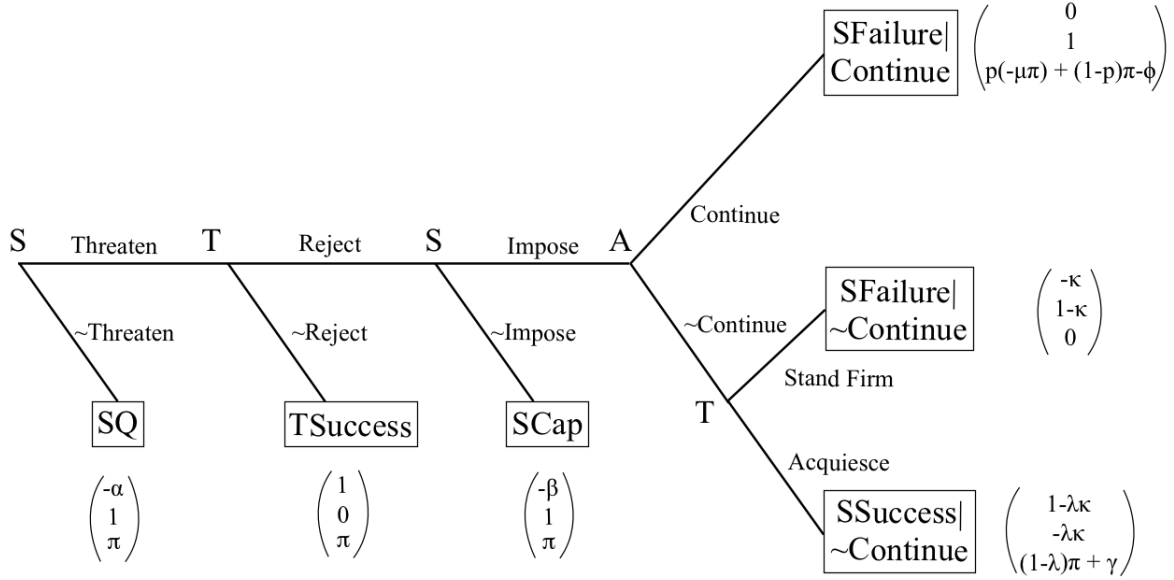 SFailure|
Continue
0
1
p(-μπ) + (1-p)π-ϕ
Continue
S
Threaten
T
Reject
S
Impose
A
~Threaten
~Reject
~Impose
~Continue
SFailure|
~Continue
-κ
1-κ
0
Stand Firm
T
SQ
TSuccess
SCap
Acquiesce
-α
1
π
1
0
π
-β
1
π
SSuccess|
~Continue
1-λκ
-λκ
(1-λ)π + γ